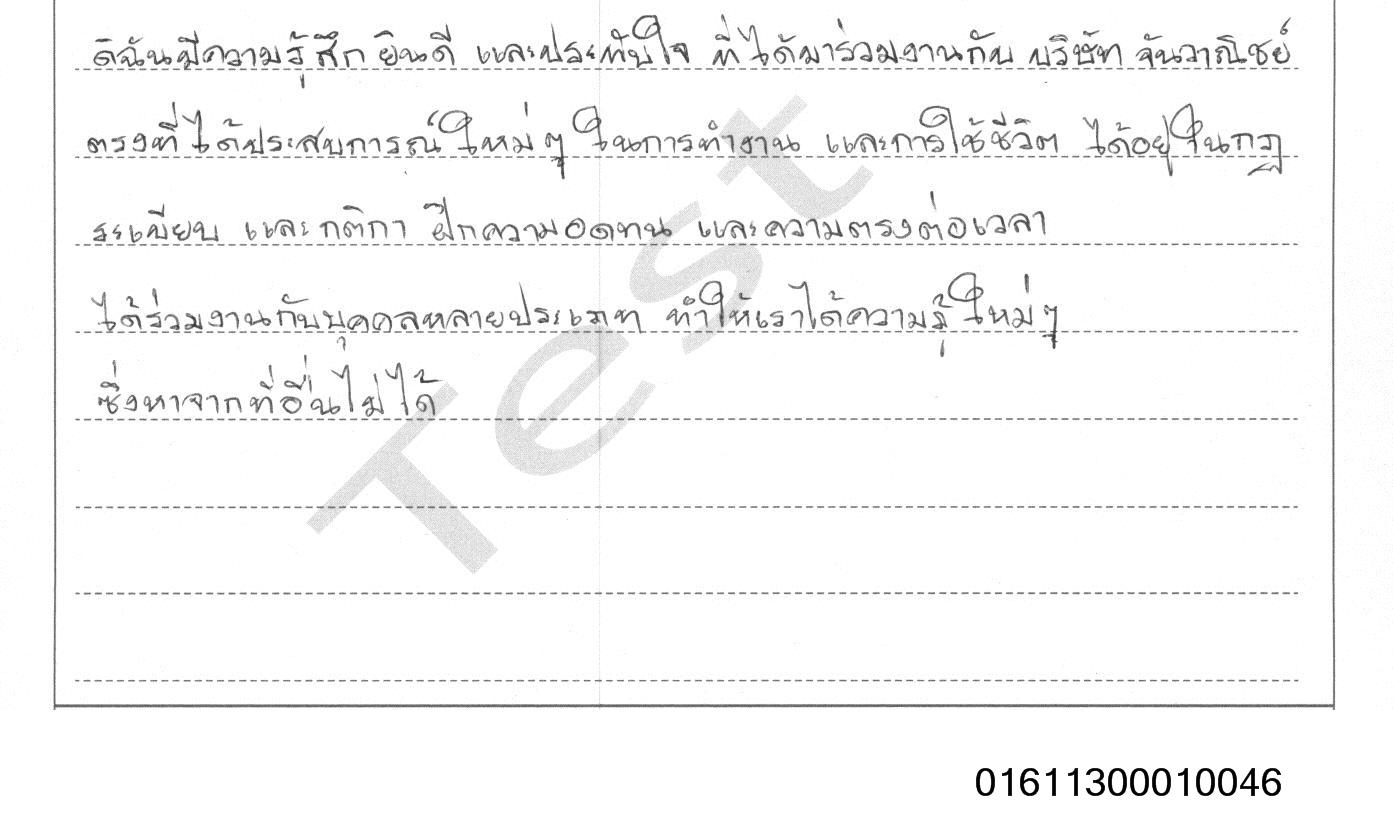 ดิฉันมีความรู้สึก ยินดี และประทับใจ ที่ได้มาร่วมงานกับ บริษัท จันวาณิชย์
ตรงที่ได้ประสบการณ์ใหม่ๆ ในการทำงาน และการใช้ชีวิต ได้อยู่ในกฎ
ระเบียบ และ กติกา ฝึกความอดทน และความตรงต่อเวลา
ได้ร่วมงานกับบุคคลหลายประเภท ทำให้เราได้ความรู้ใหม่ๆ
ซึ่งหาจากที่อื่นไม่ได้
Test
01611300010046